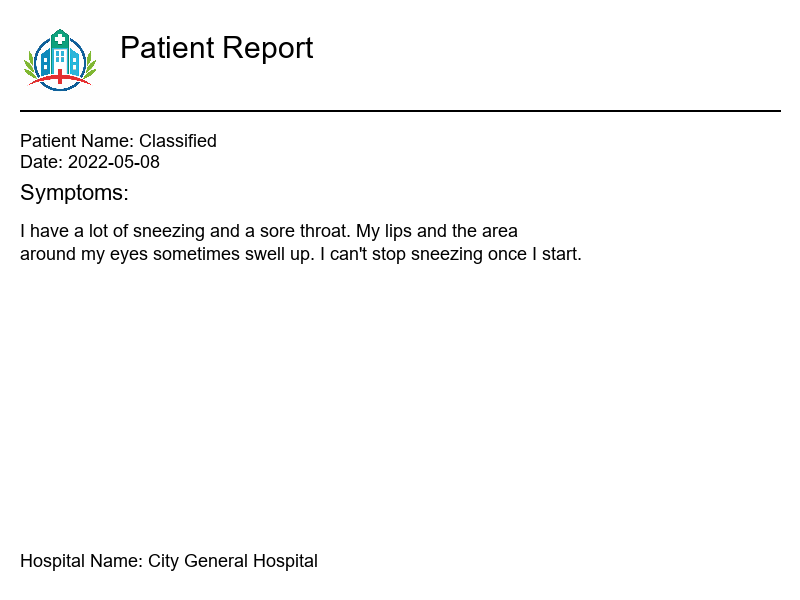 Patient Report
Patient Name: Classified
Date: 2022-05-08
Symptoms:
I have a lot of sneezing and a sore throat. My lips and the area
around my eyes sometimes swell up. I can't stop sneezing once I start.
Hospital Name: City General Hospital